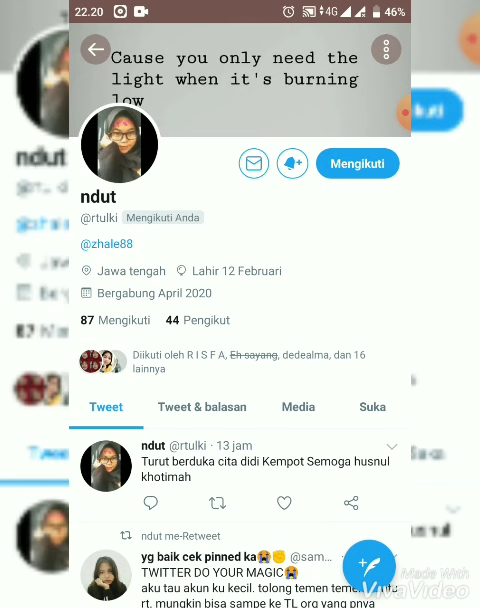 22.20
4G
46%
Cause you only need the
light when it's burning
low
Mengikuti
ndut
@rtulki Mengikuti Anda
@zhale88
Jawa tengah Lahir 12 Februari
Bergabung April 2020
87 Mengikuti 44 Pengikut
Diikuti oleh R I S F A, Eh sayang, dedealma, dan 16
lainnya
Tweet Tweet & balasan Media Suka
ndut @rtulki · 13 jam
Turut berduka cita didi Kempot Semoga husnul
khotimah
ndut me-Retweet
yg baik cek pinned ka😭✊ @sam...
TWITTER DO YOUR MAGIC😭
aku tau akun ku kecil. tolong temen temen
rt. mungkin bisa sampe ke TL org yang pnya
Made With
VivaVideo